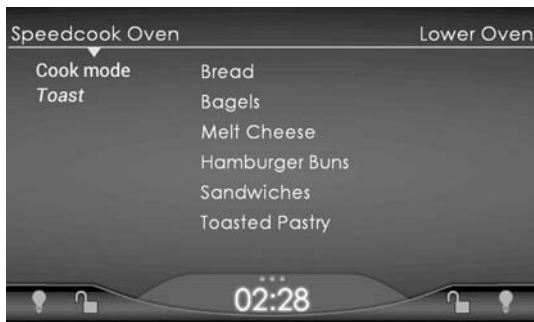 Speedcook Oven Lower Oven
Cook mode
Toast
Bread
Bagels
Melt Cheese
Hamburger Buns
Sandwiches
Toasted Pastry
02:28